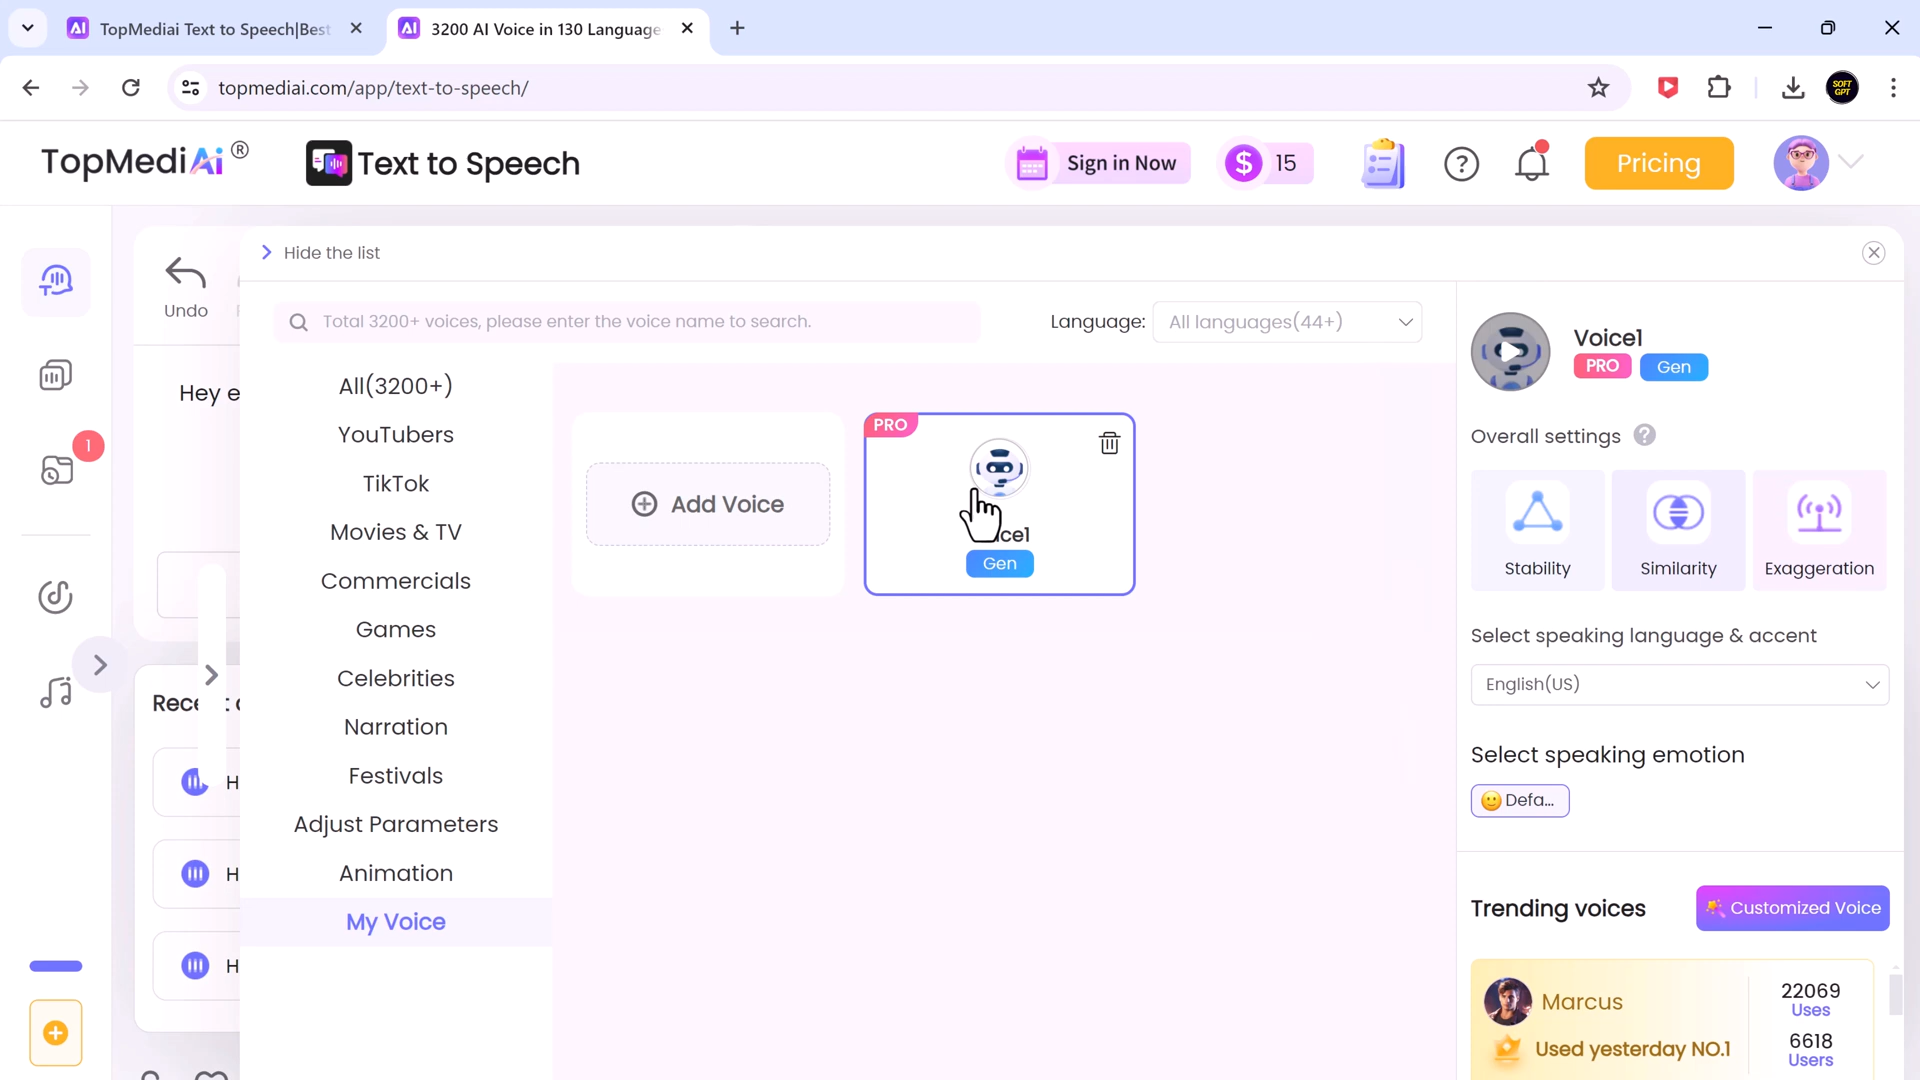 TopMediai Text to Speech|Best
3200 AI Voice in 130 Language
topmediai.com/app/text-to-speech/
SOFT GPT
TopMediAi®
Text to Speech
Sign in Now
$ 15
Pricing
Hide the list
Undo
Total 3200+ voices, please enter the voice name to search.
Language: All languages(44+)
Voice1
PRO Gen
Hey e
All(3200+)
YouTubers
TikTok
Movies & TV
Commercials
Games
Celebrities
Narration
Festivals
Adjust Parameters
Animation
My Voice
Add Voice
PRO
ice1
Gen
1
Overall settings
Stability
Similarity
Exaggeration
Select speaking language & accent
English(US)
Select speaking emotion
Defa...
Trending voices
Customized Voice
Marcus
Used yesterday NO.1
22069
Uses
6618
Users
H
H
H